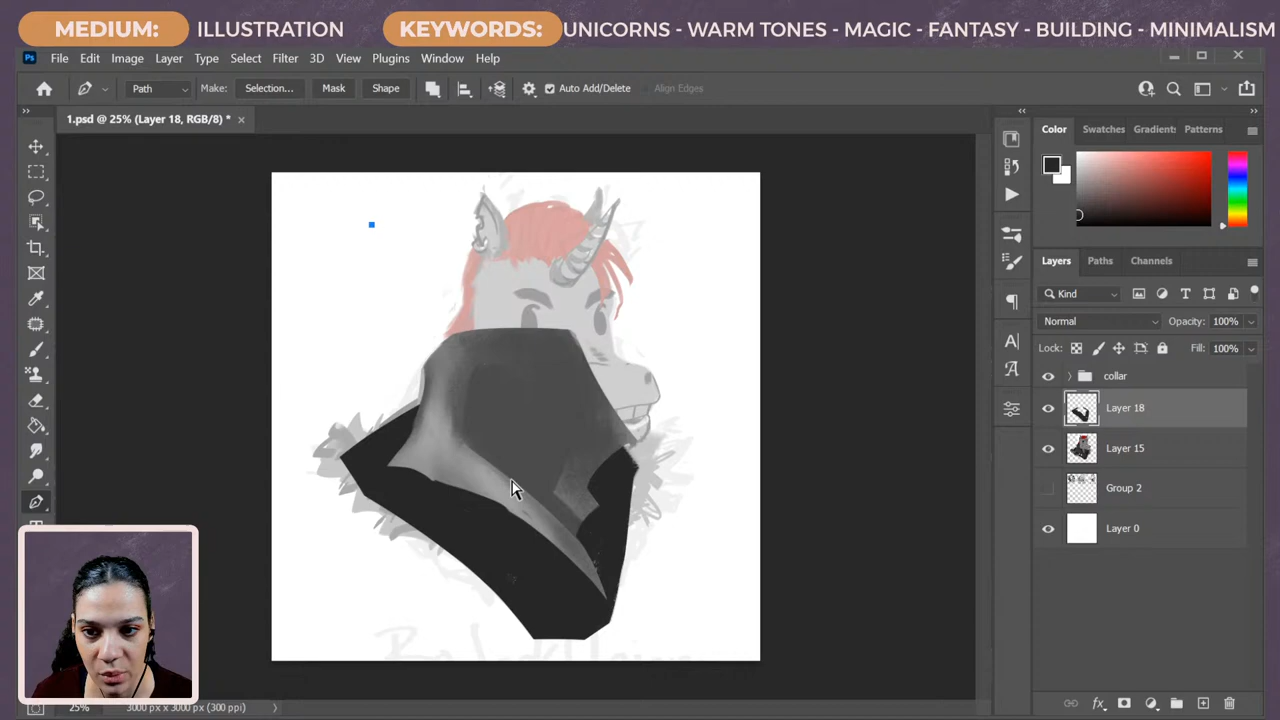 MEDIUM: ILLUSTRATION KEYWORDS: UNICORNS - WARM TONES - MAGIC - FANTASY - BUILDING - MINIMALISM
Ps File Edit Image Layer Type Select Filter 3D View Plugins Window Help
Path Make: Selection... Mask Shape Auto Add/Delete Align Edges
1.psd @ 25% (Layer 18, RGB/8) *
Color Swatches Gradients Patterns
Layers Paths Channels
Kind
Normal Opacity: 100%
Lock: Fill: 100%
collar
Layer 18
Layer 15
Group 2
Layer 0
25% 3000 px x 3000 px (300 ppi)
fx